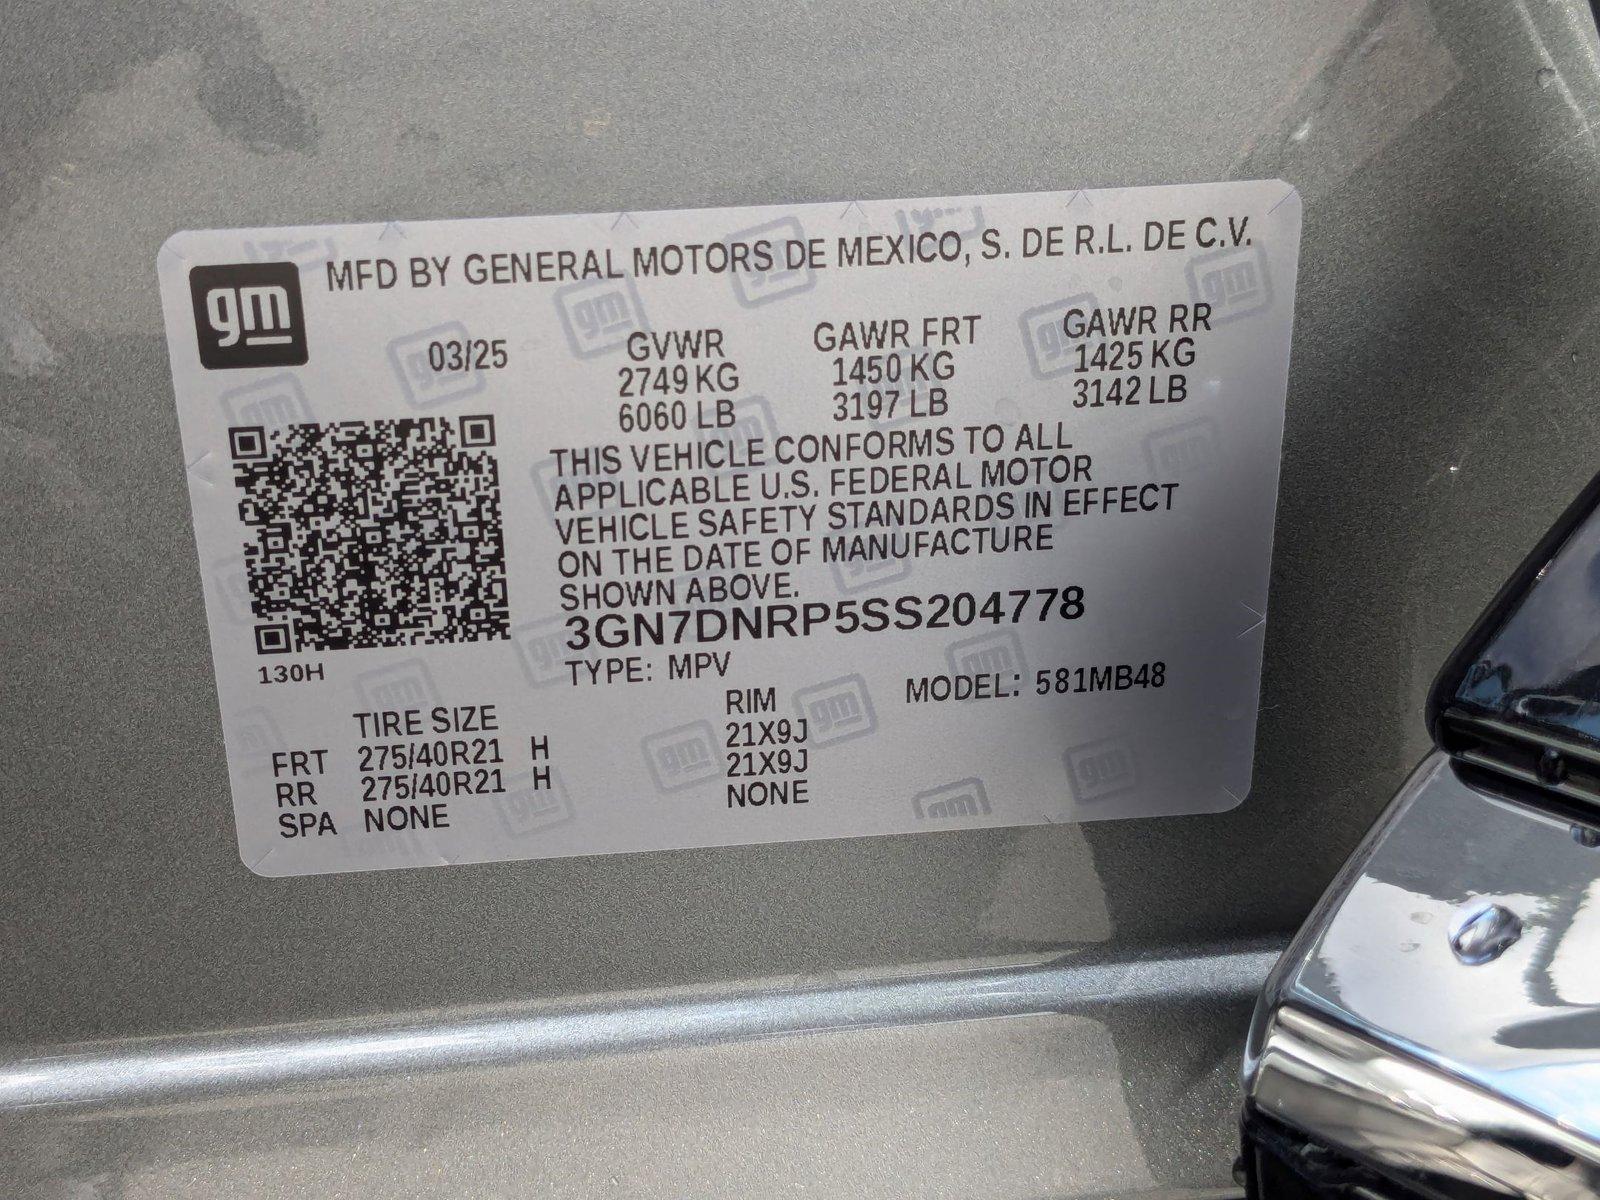 gm MFD BY GENERAL MOTORS DE MEXICO, S. DE R.L. DE C.V.
03/25 GVWR GAWR FRT GAWR RR
2749 KG 1450 KG 1425 KG
6060 LB 3197 LB 3142 LB
THIS VEHICLE CONFORMS TO ALL
APPLICABLE U.S. FEDERAL MOTOR
VEHICLE SAFETY STANDARDS IN EFFECT
ON THE DATE OF MANUFACTURE
SHOWN ABOVE.
3GN7DNRP5SS204778
130H TYPE: MPV MODEL: 581MB48
TIRE SIZE RIM
FRT 275/40R21 H 21X9J
RR 275/40R21 H 21X9J
SPA NONE NONE